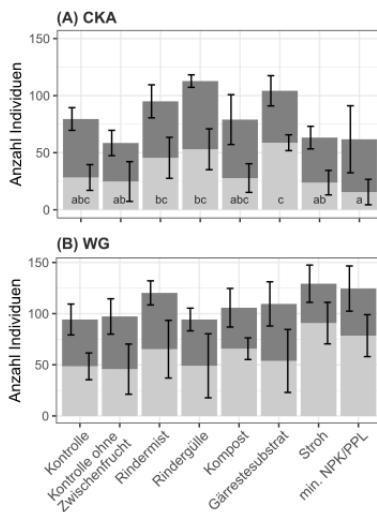 (A) CKA
Anzahl Individuen
150
100
50
0
abc
ab
bc
bc
abc
c
ab
a
(B) WG
Anzahl Individuen
150
100
50
0
Kontrolle
Kontrolle ohne
Zwischenfrucht
Rindermist
Rindergülle
Kompost
Gärrestesubstrat
Stroh
min. NPK/PPL